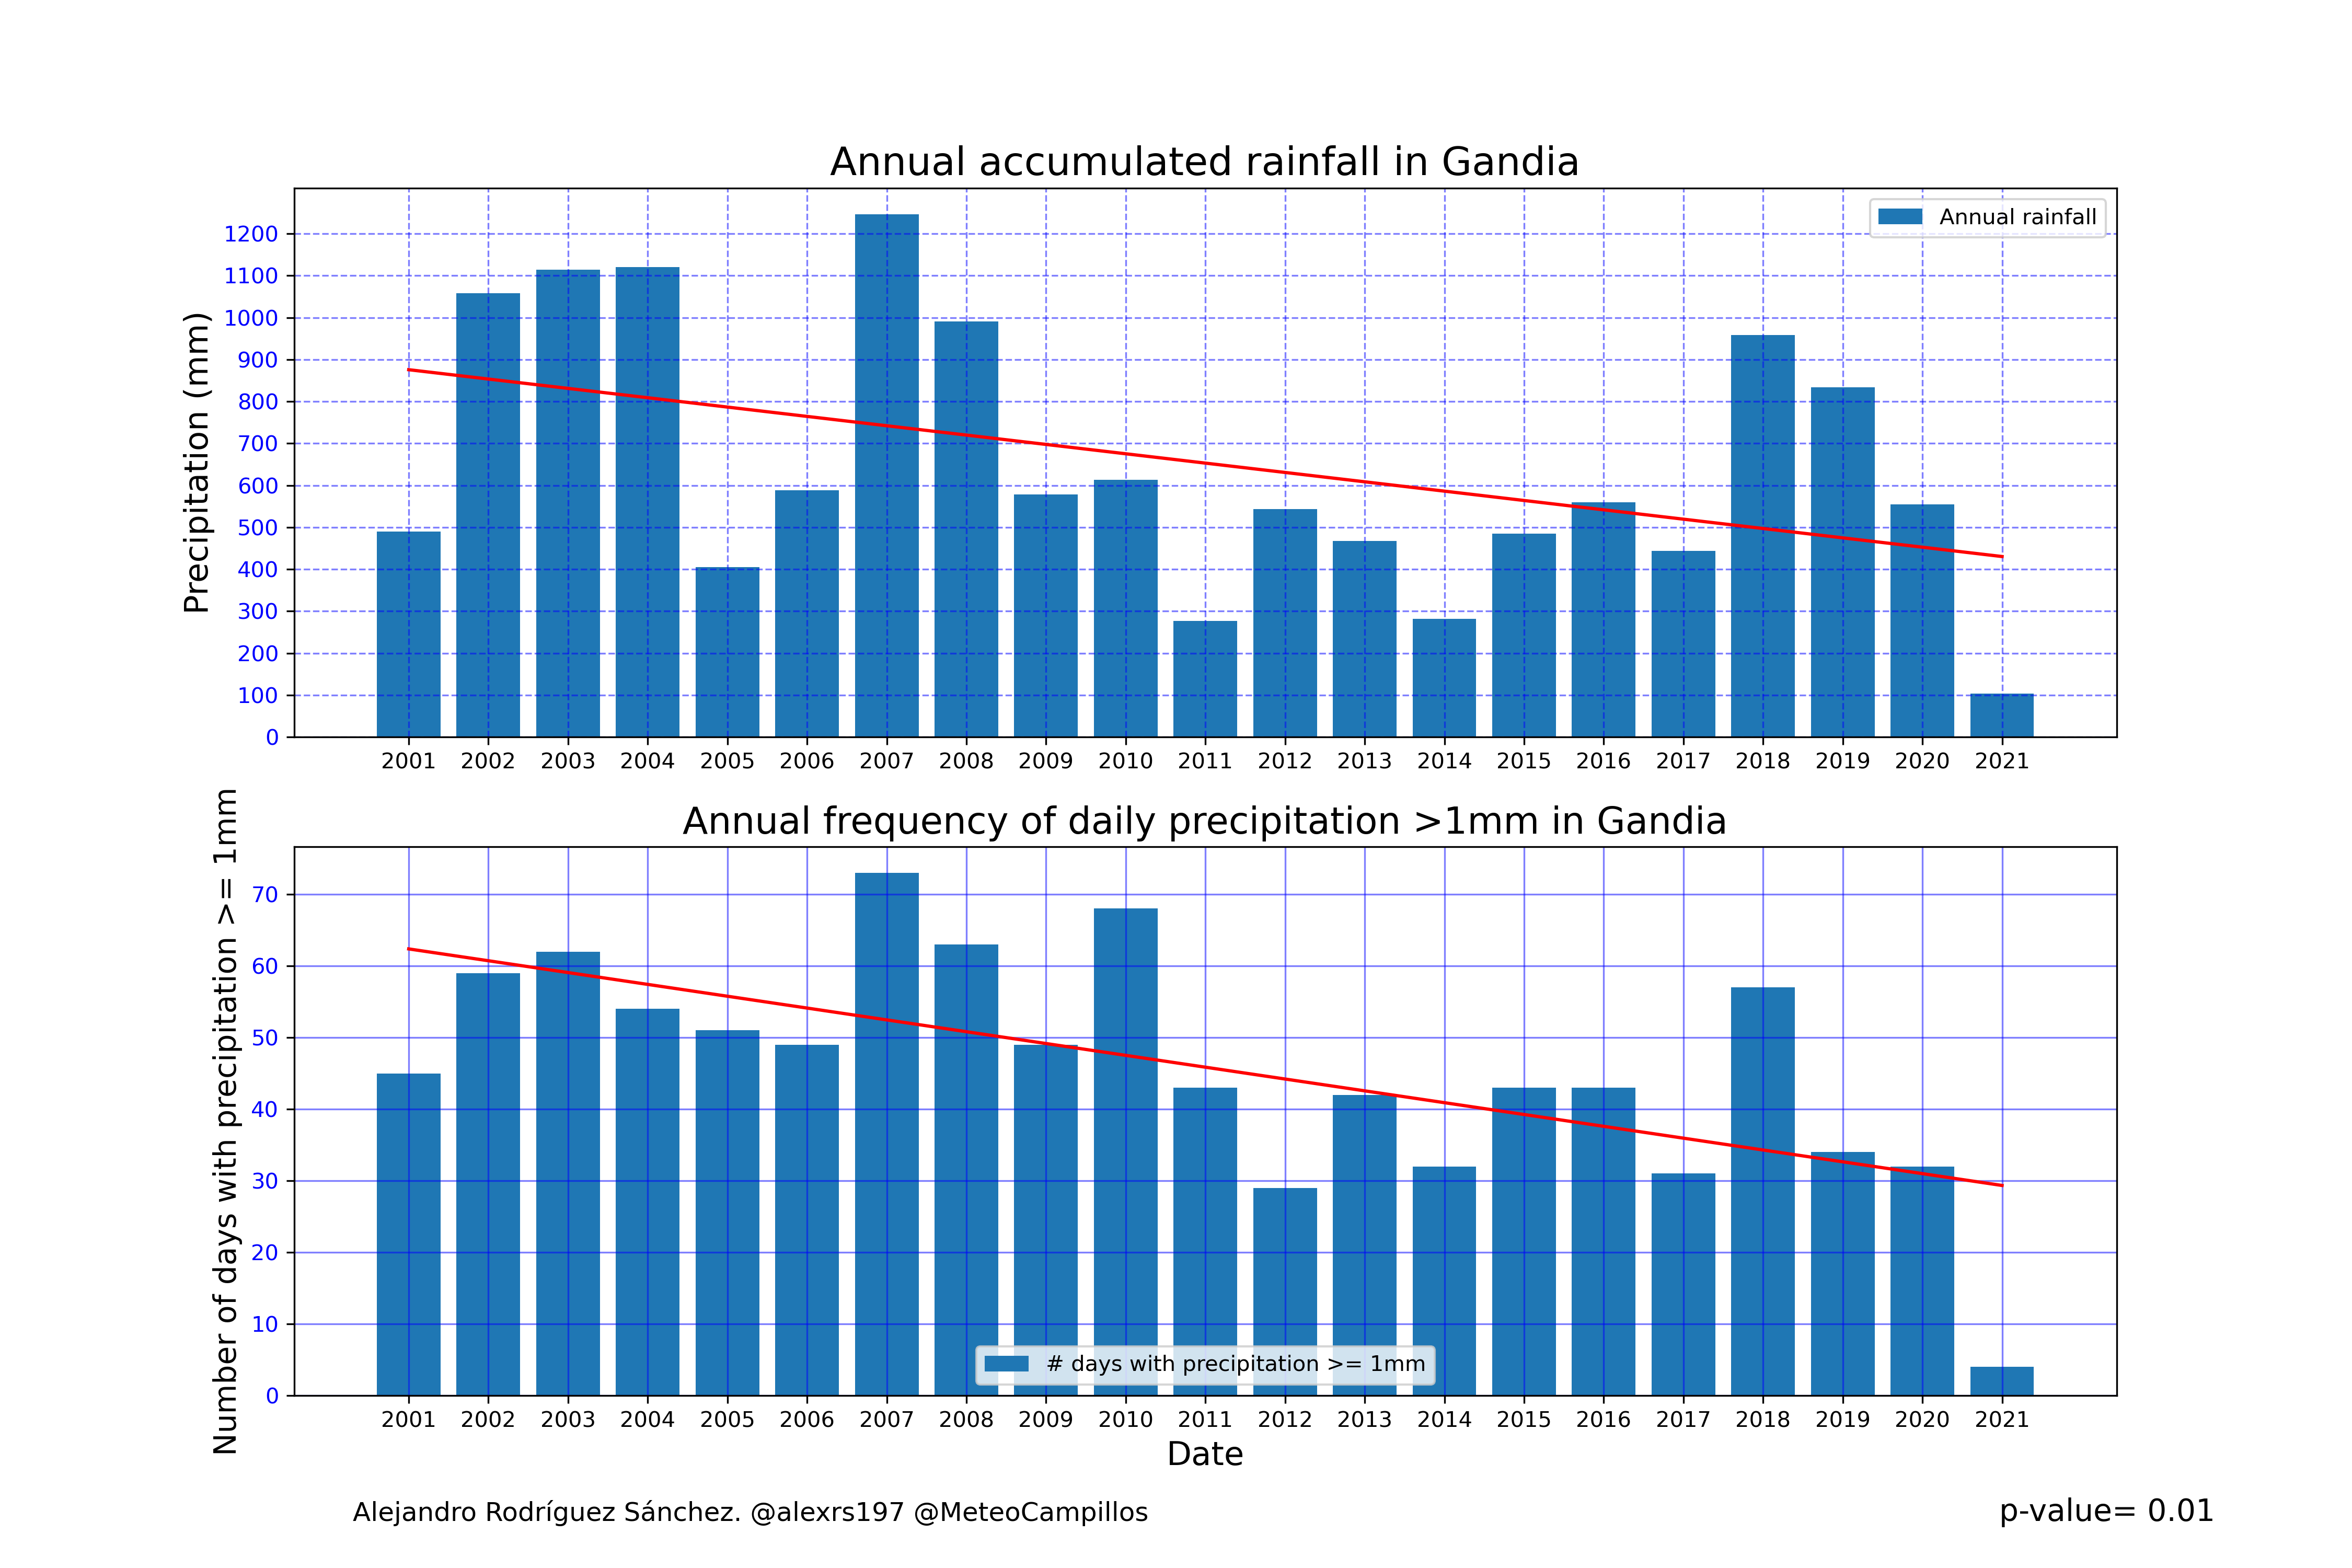 Annual accumulated rainfall in Gandia
Precipitation (mm)
1200
1100
1000
900
800
700
600
500
400
300
200
100
0
Annual rainfall
2001 2002 2003 2004 2005 2006 2007 2008 2009 2010 2011 2012 2013 2014 2015 2016 2017 2018 2019 2020 2021
Annual frequency of daily precipitation >1mm in Gandia
Number of days with precipitation >= 1mm
70
60
50
40
30
20
10
0
# days with precipitation >= 1mm
2001 2002 2003 2004 2005 2006 2007 2008 2009 2010 2011 2012 2013 2014 2015 2016 2017 2018 2019 2020 2021
Date
Alejandro Rodríguez Sánchez. @alexrs197 @MeteoCampillos
p-value= 0.01